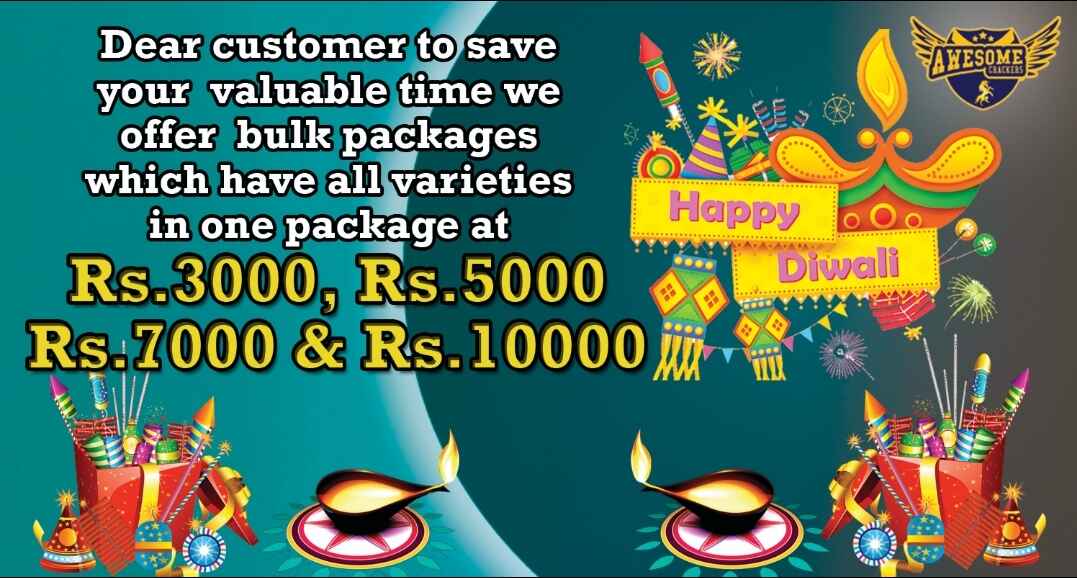 Dear customer to save
your valuable time we
offer bulk packages
which have all varieties
in one package at
Rs.3000, Rs.5000
Rs.7000 & Rs.10000
AWESOME
CRACKERS
Happy
Diwali